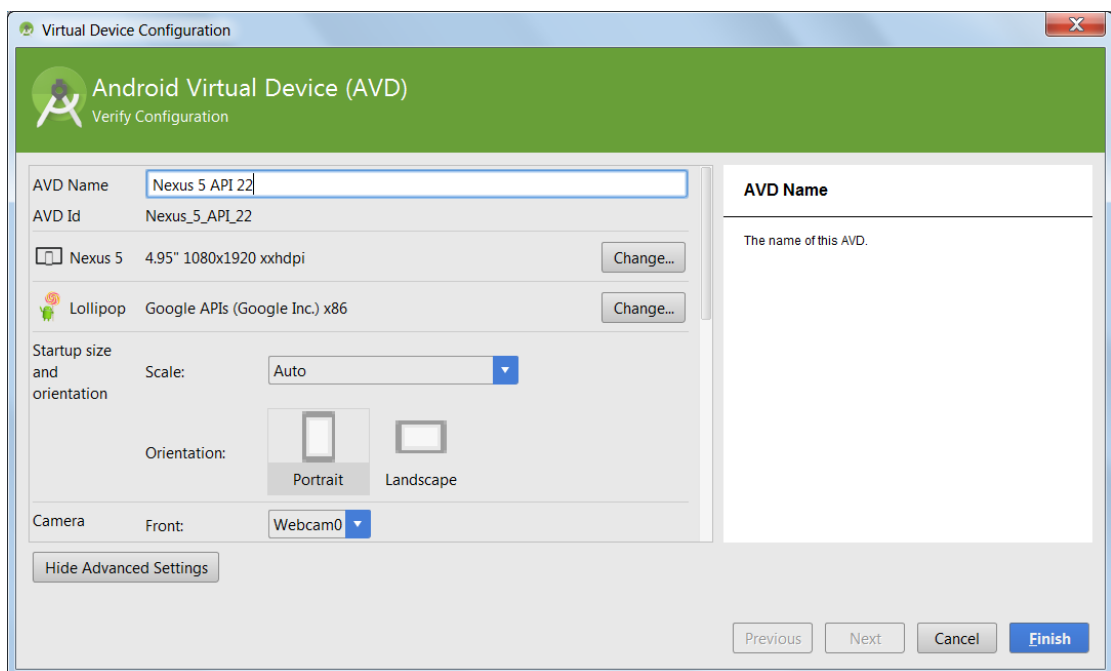 Virtual Device Configuration
X
Android Virtual Device (AVD)
Verify Configuration
AVD Name
Nexus 5 API 22
AVD Id
Nexus_5_API_22
Nexus 5
4.95" 1080x1920 xxhdpi
Change...
Lollipop
Google APIs (Google Inc.) x86
Change...
Startup size
and
orientation
Scale:
Auto
Orientation:
Portrait
Landscape
Camera
Front:
Webcam0
Hide Advanced Settings
AVD Name
The name of this AVD.
Previous
Next
Cancel
Finish